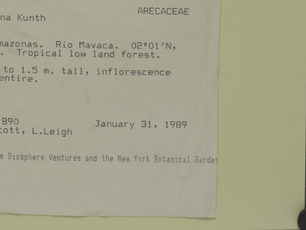 ARECACEAE
na Kunth
mazonas. Rio Mavaca. 02°01'N,
. Tropical low land forest.
to 1.5 m. tall, inflorescence
entire.
890
cott, L.Leigh January 31, 1989
s Biosphere Ventures and the New York Botanical Garden